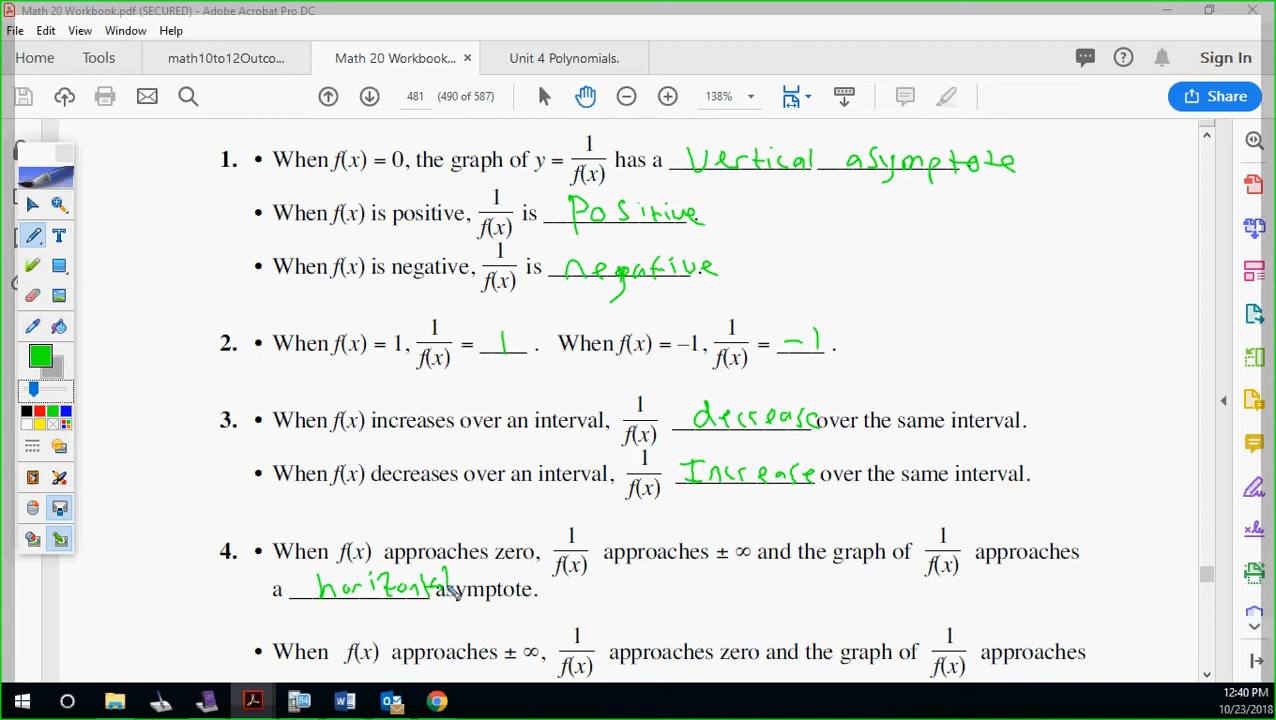 Math 20 Workbook.pdf (SECURED) - Adobe Acrobat Pro DC
File Edit View Window Help
Home Tools math10to12Outco... Math 20 Workbook... × Unit 4 Polynomials. Sign In
481 (490 of 587) 138% Share
1. • When f(x) = 0, the graph of y = 1/f(x) has a Vertical asymptote
• When f(x) is positive, 1/f(x) is Positive.
• When f(x) is negative, 1/f(x) is negative.
2. • When f(x) = 1, 1/f(x) = 1. When f(x) = –1, 1/f(x) = -1.
3. • When f(x) increases over an interval, 1/f(x) decrease over the same interval.
• When f(x) decreases over an interval, 1/f(x) Increase over the same interval.
4. • When f(x) approaches zero, 1/f(x) approaches ± ∞ and the graph of 1/f(x) approaches
a horizontal asymptote.
• When f(x) approaches ± ∞, 1/f(x) approaches zero and the graph of 1/f(x) approaches
12:40 PM
10/23/2018